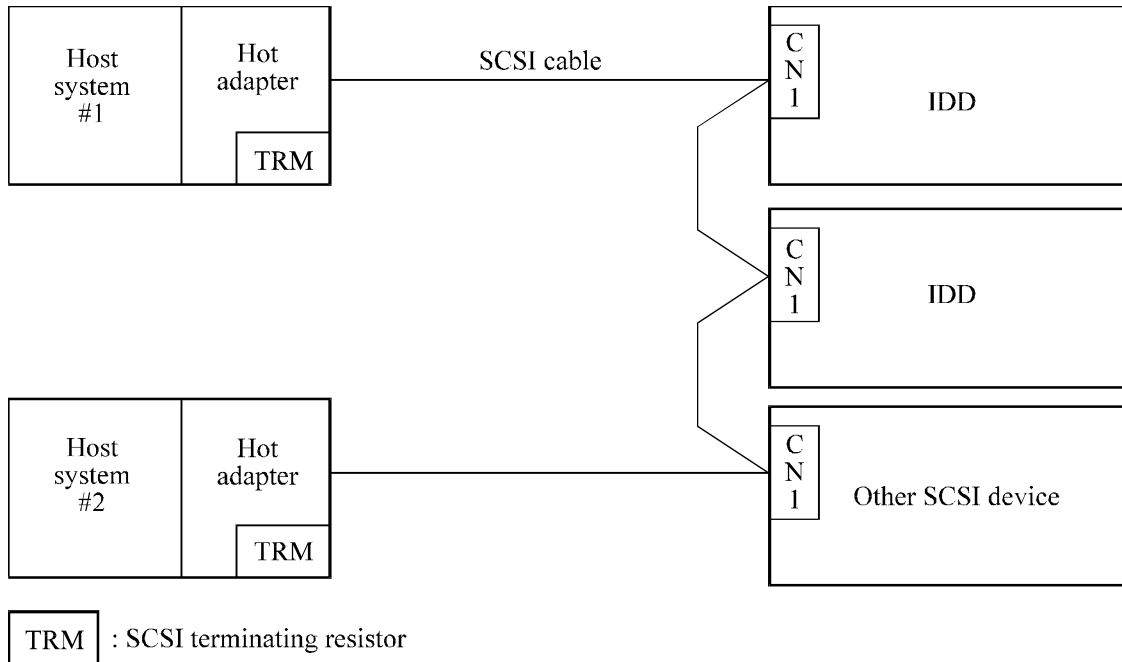 Host
system
#1
Hot
adapter
TRM
SCSI cable
C
N
1
IDD
C
N
1
IDD
Host
system
#2
Hot
adapter
TRM
C
N
1
Other SCSI device
TRM : SCSI terminating resistor